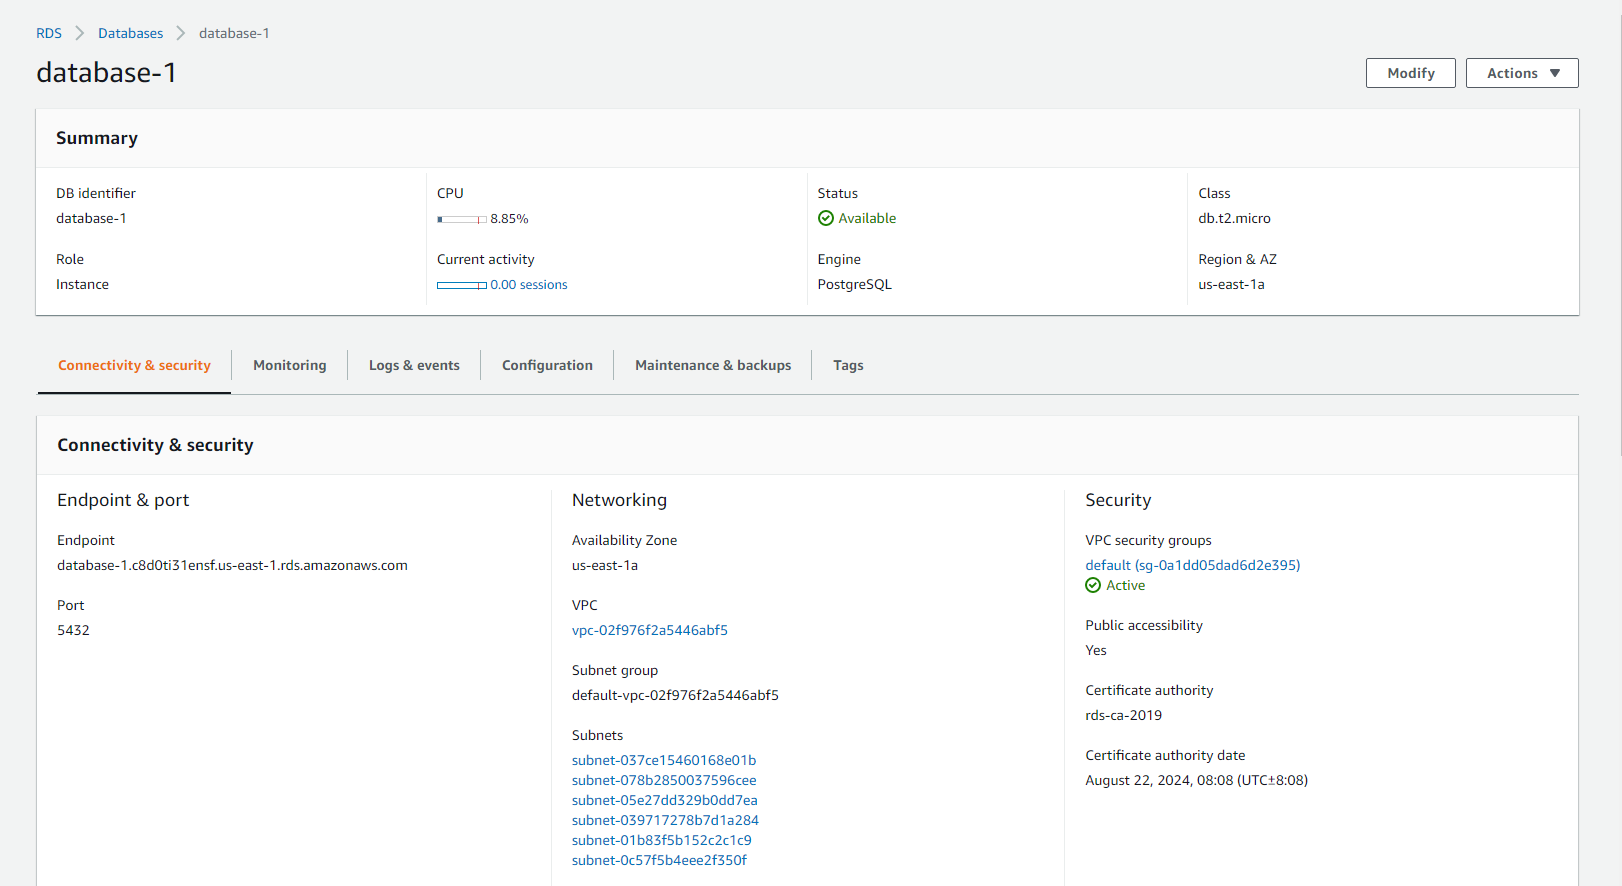 RDS
Databases
database-1
database-1
Modify
Actions
Summary
DB identifier
database-1
CPU
8.85%
Status
Available
Class
db.t2.micro
Role
Instance
Current activity
0.00 sessions
Engine
PostgreSQL
Region & AZ
us-east-1a
Connectivity & security
Monitoring
Logs & events
Configuration
Maintenance & backups
Tags
Connectivity & security
Endpoint & port
Endpoint
database-1.c8d0ti31ensf.us-east-1.rds.amazonaws.com
Port
5432
Networking
Availability Zone
us-east-1a
VPC
vpc-02f976f2a5446abf5
Subnet group
default-vpc-02f976f2a5446abf5
Subnets
subnet-037ce15460168e01b
subnet-078b2850037596cee
subnet-05e27dd329b0dd7ea
subnet-039717278b7d1a284
subnet-01b83f5b152c2c1c9
subnet-0c57f5b4eee2f350f
Security
VPC security groups
default (sg-0a1dd05dad6d2e395)
Active
Public accessibility
Yes
Certificate authority
rds-ca-2019
Certificate authority date
August 22, 2024, 08:08 (UTC±8:08)